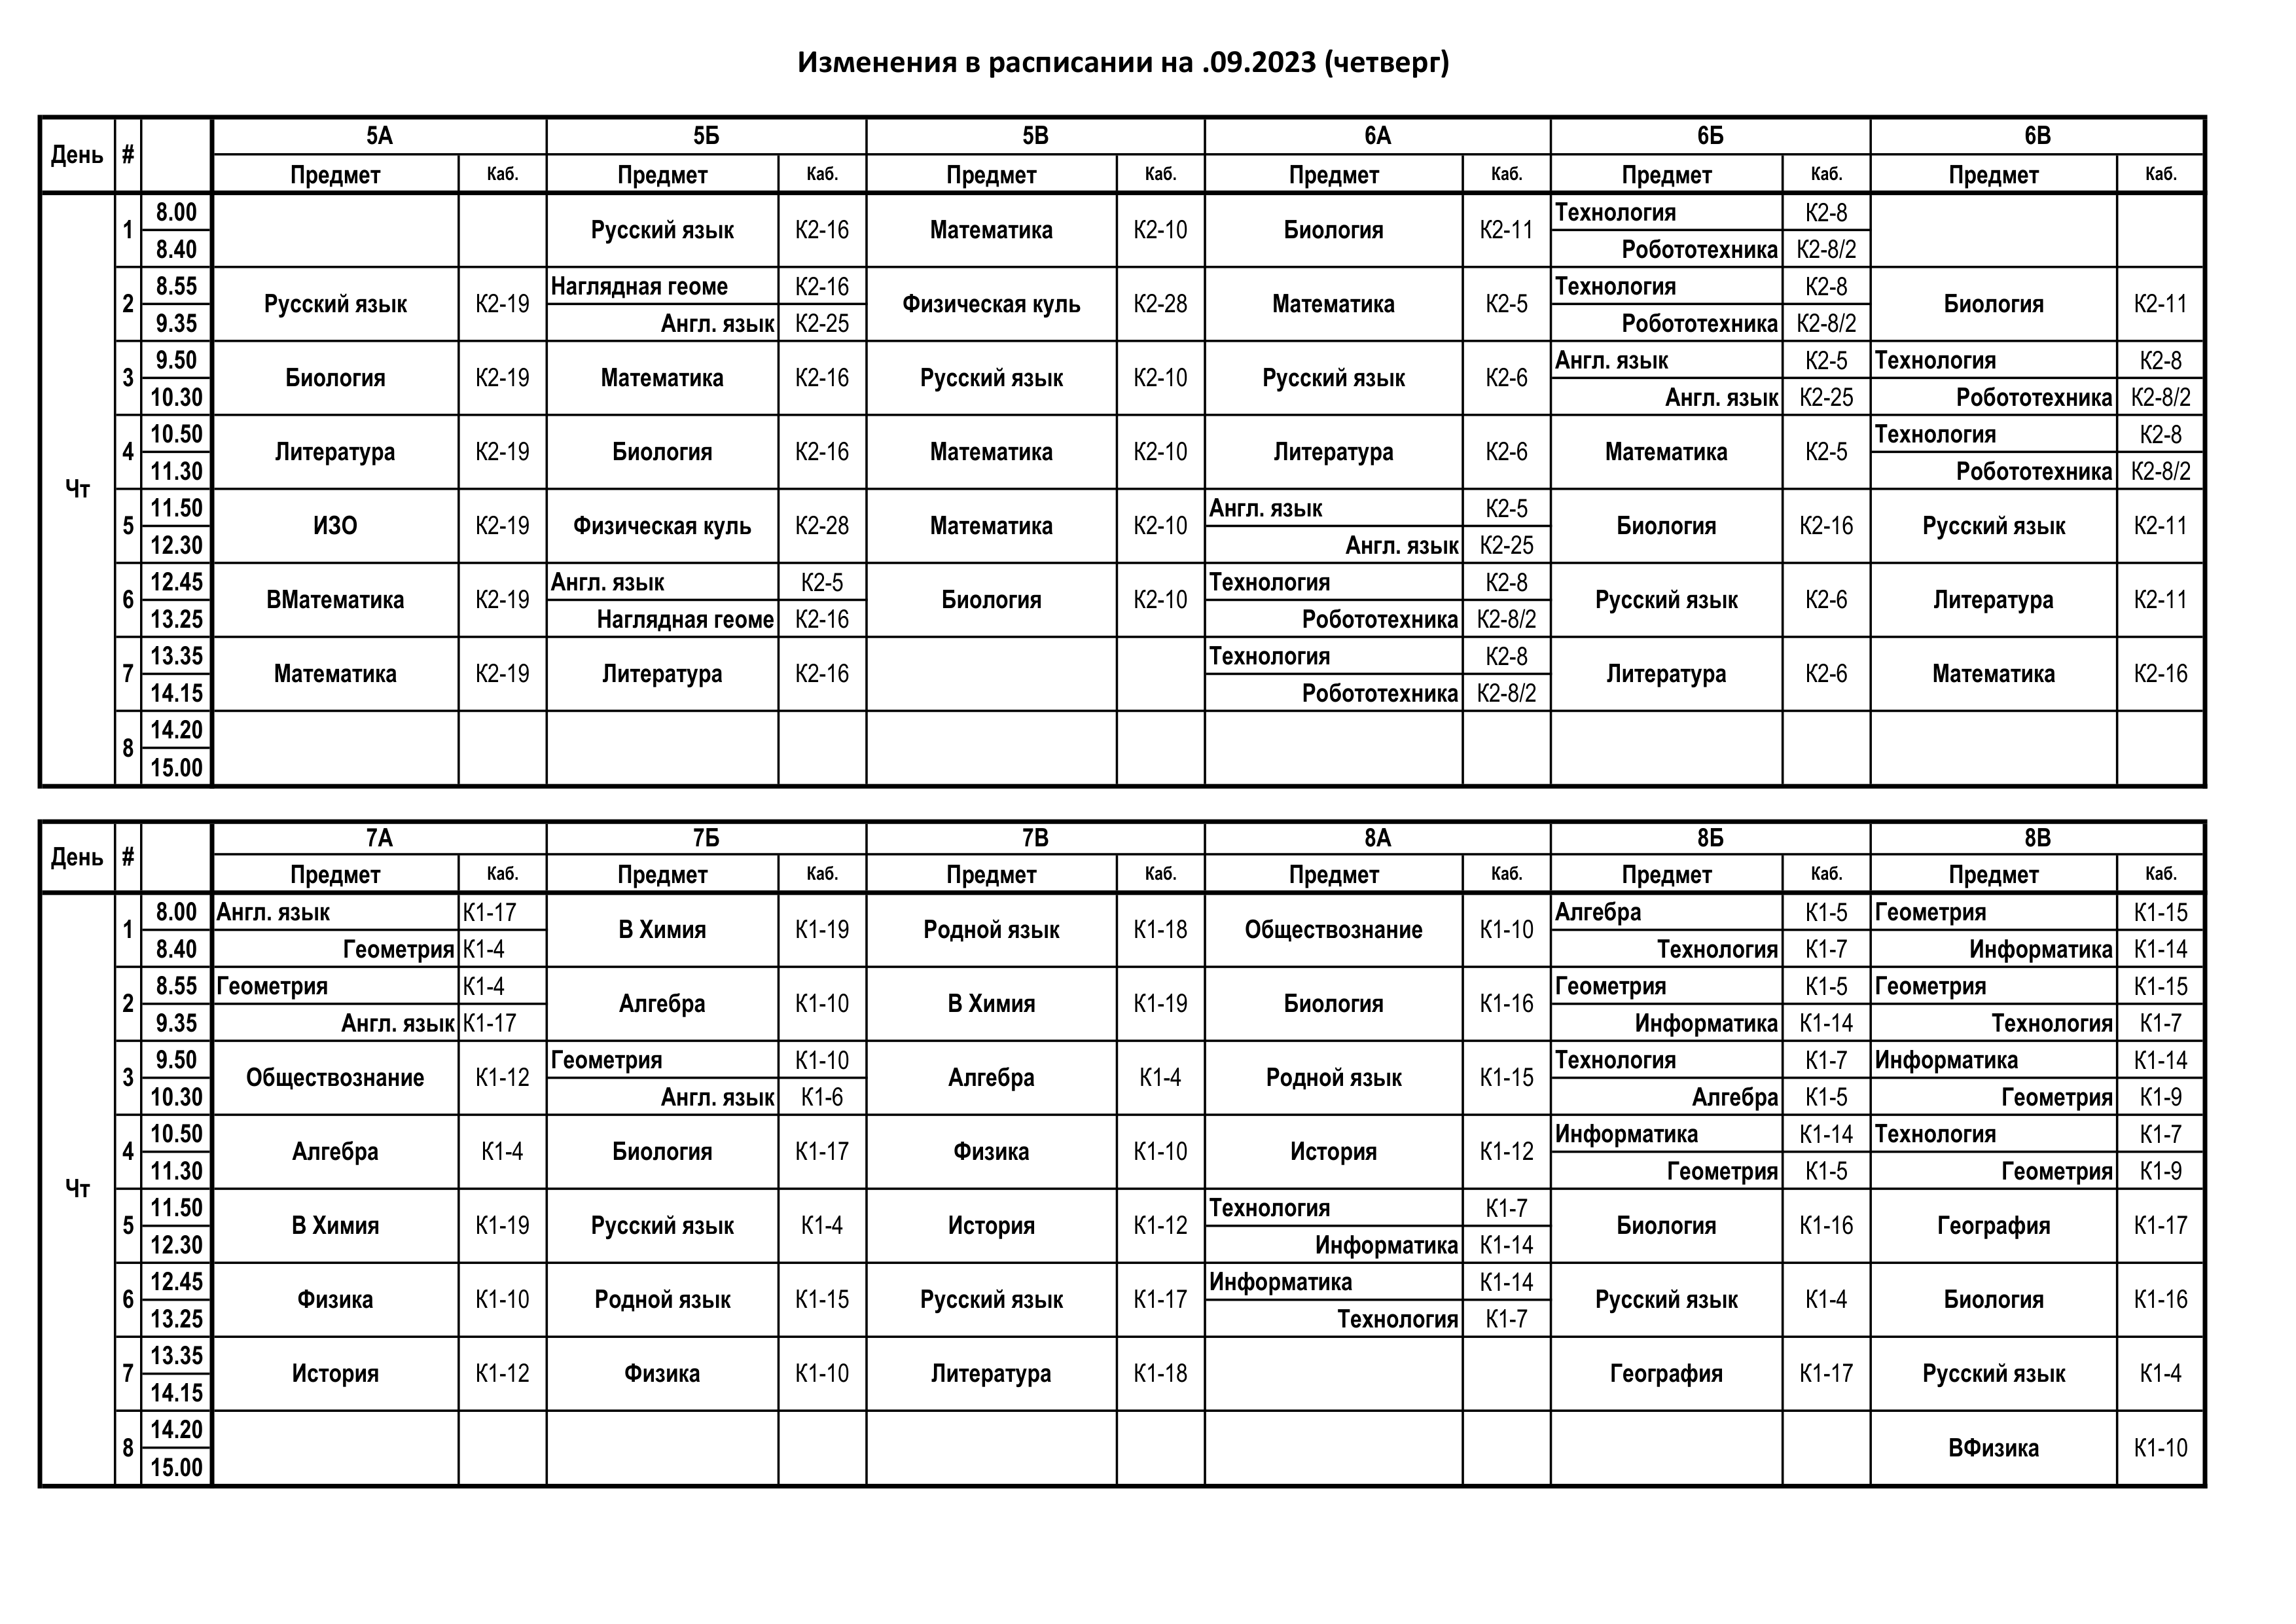 Изменения в расписании на .09.2023 (четверг)
День # 5А 5Б 5В 6А 6Б 6В
Предмет Каб. Предмет Каб. Предмет Каб. Предмет Каб. Предмет Каб. Предмет Каб.
Чт
1 8.00 8.40 Русский язык К2-16 Математика К2-10 Биология К2-11 Технология К2-8
Робототехника К2-8/2
2 8.55 9.35 Русский язык К2-19 Наглядная геоме К2-16 Физическая куль К2-28 Математика К2-5 Технология К2-8 Биология К2-11
Англ. язык К2-25 Робототехника К2-8/2
3 9.50 10.30 Биология К2-19 Математика К2-16 Русский язык К2-10 Русский язык К2-6 Англ. язык К2-5 Технология К2-8
Англ. язык К2-25 Робототехника К2-8/2
4 10.50 11.30 Литература К2-19 Биология К2-16 Математика К2-10 Литература К2-6 Математика К2-5 Технология К2-8
Робототехника К2-8/2
5 11.50 12.30 ИЗО К2-19 Физическая куль К2-28 Математика К2-10 Англ. язык К2-5 Биология К2-16 Русский язык К2-11
Англ. язык К2-25
6 12.45 13.25 ВМатематика К2-19 Англ. язык К2-5 Биология К2-10 Технология К2-8 Русский язык К2-6 Литература К2-11
Наглядная геоме К2-16 Робототехника К2-8/2
7 13.35 14.15 Математика К2-19 Литература К2-16 Технология К2-8 Литература К2-6 Математика К2-16
Робототехника К2-8/2
8 14.20 15.00
День # 7А 7Б 7В 8А 8Б 8В
Предмет Каб. Предмет Каб. Предмет Каб. Предмет Каб. Предмет Каб. Предмет Каб.
Чт
1 8.00 8.40 Англ. язык К1-17 В Химия К1-19 Родной язык К1-18 Обществознание К1-10 Алгебра К1-5 Геометрия К1-15
Геометрия К1-4 Технология К1-7 Информатика К1-14
2 8.55 9.35 Геометрия К1-4 Алгебра К1-10 В Химия К1-19 Биология К1-16 Геометрия К1-5 Геометрия К1-15
Англ. язык К1-17 Информатика К1-14 Технология К1-7
3 9.50 10.30 Обществознание К1-12 Геометрия К1-10 Алгебра К1-4 Родной язык К1-15 Технология К1-7 Информатика К1-14
Англ. язык К1-6 Алгебра К1-5 Геометрия К1-9
4 10.50 11.30 Алгебра К1-4 Биология К1-17 Физика К1-10 История К1-12 Информатика К1-14 Технология К1-7
Геометрия К1-5 Геометрия К1-9
5 11.50 12.30 В Химия К1-19 Русский язык К1-4 История К1-12 Технология К1-7 Биология К1-16 География К1-17
Информатика К1-14
6 12.45 13.25 Физика К1-10 Родной язык К1-15 Русский язык К1-17 Информатика К1-14 Русский язык К1-4 Биология К1-16
Технология К1-7
7 13.35 14.15 История К1-12 Физика К1-10 Литература К1-18 География К1-17 Русский язык К1-4
8 14.20 15.00 ВФизика К1-10